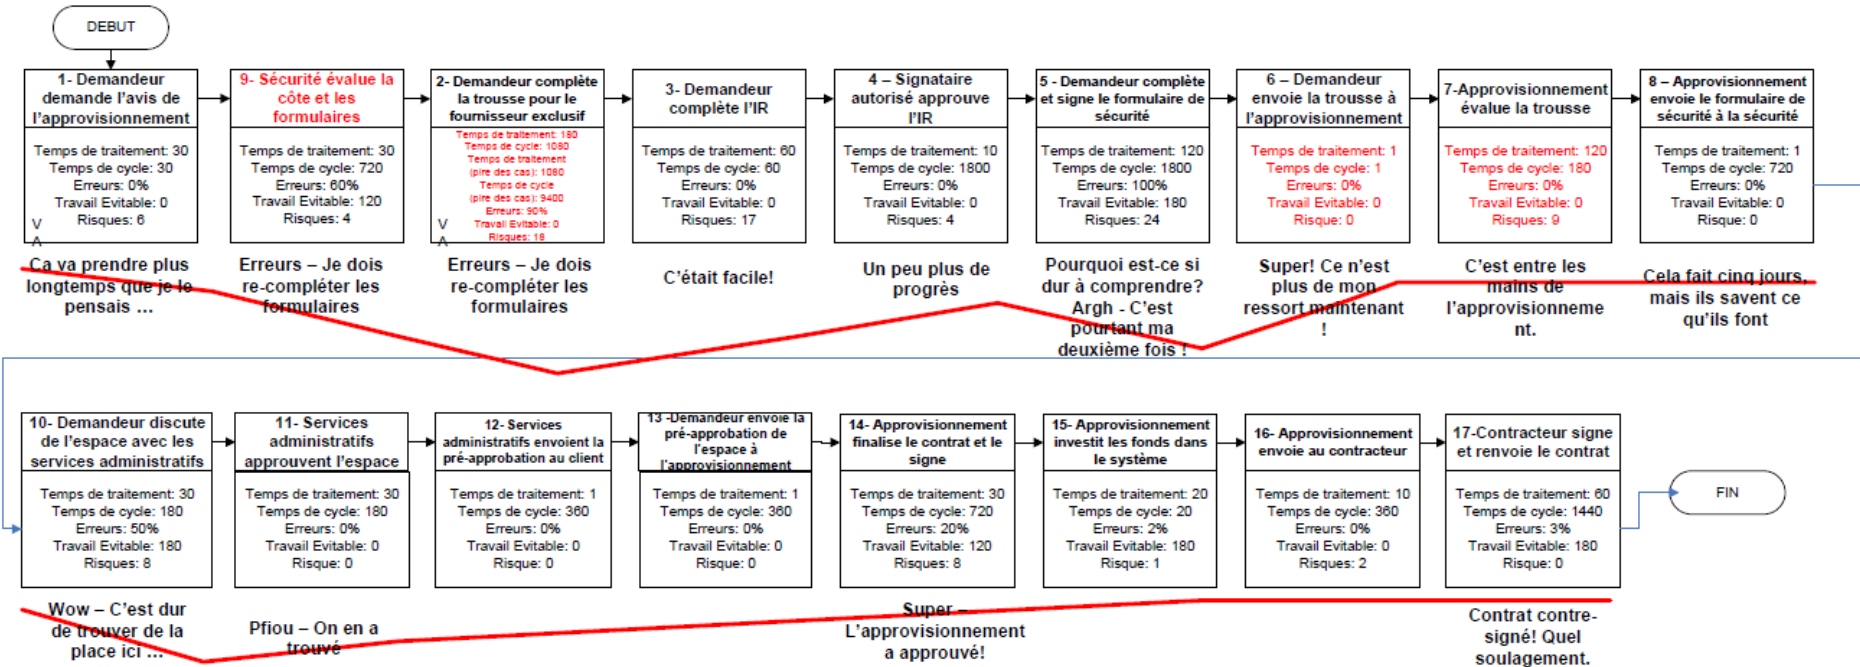 DEBUT
1- Demandeur
demande l'avis de
l'approvisionnement
Temps de traitement: 30
Temps de cycle: 30
Erreurs: 0%
Travail Evitable: 0
Risques: 6
V
A
Ca va prendre plus
longtemps que je le
pensais …
9- Sécurité évalue la
côte et les
formulaires
Temps de traitement: 30
Temps de cycle: 720
Erreurs: 60%
Travail Evitable: 120
Risques: 4
Erreurs – Je dois
re-compléter les
formulaires
2- Demandeur complète
la trousse pour le
fournisseur exclusif
Temps de traitement: 180
Temps de cycle: 1080
Temps de traitement
(pire des cas): 1080
Temps de cycle
(pire des cas): 9400
Erreurs: 90%
Travail Evitable: 0
Risques: 18
V
A
Erreurs – Je dois
re-compléter les
formulaires
3- Demandeur
complète l'IR
Temps de traitement: 60
Temps de cycle: 60
Erreurs: 0%
Travail Evitable: 0
Risques: 17
C'était facile!
4 – Signataire
autorisé approuve
l'IR
Temps de traitement: 10
Temps de cycle: 1800
Erreurs: 0%
Travail Evitable: 0
Risques: 4
Un peu plus de
progrès
5 - Demandeur complète
et signe le formulaire de
sécurité
Temps de traitement: 120
Temps de cycle: 1800
Erreurs: 100%
Travail Evitable: 180
Risques: 24
Pourquoi est-ce si
dur à comprendre?
Argh - C'est
pourtant ma
deuxième fois !
6 – Demandeur
envoie la trousse à
l'approvisionnement
Temps de traitement: 1
Temps de cycle: 1
Erreurs: 0%
Travail Evitable: 0
Risque: 0
Super! Ce n'est
plus de mon
ressort maintenant
!
7-Approvisionnement
évalue la trousse
Temps de traitement: 120
Temps de cycle: 180
Erreurs: 0%
Travail Evitable: 0
Risques: 9
C'est entre les
mains de
l'approvisionneme
nt.
8 – Approvisionnement
envoie le formulaire de
sécurité à la sécurité
Temps de traitement: 1
Temps de cycle: 720
Erreurs: 0%
Travail Evitable: 0
Risque: 0
Cela fait cinq jours,
mais ils savent ce
qu'ils font
10- Demandeur discute
de l'espace avec les
services administratifs
Temps de traitement: 30
Temps de cycle: 180
Erreurs: 50%
Travail Evitable: 180
Risques: 8
Wow – C'est dur
de trouver de la
place ici …
11- Services
administratifs
approuvent l'espace
Temps de traitement: 30
Temps de cycle: 180
Erreurs: 0%
Travail Evitable: 0
Risques: 0
Pfiou – On en a
trouvé
12- Services
administratifs envoient la
pré-approbation au client
Temps de traitement: 1
Temps de cycle: 360
Erreurs: 0%
Travail Evitable: 0
Risques: 0
13 -Demandeur envoie la
pré-approbation de
l'espace à
l'approvisionnement
Temps de traitement: 1
Temps de cycle: 360
Erreurs: 0%
Travail Evitable: 0
Risque: 0
14- Approvisionnement
finalise le contrat et le
signe
Temps de traitement: 30
Temps de cycle: 720
Erreurs: 20%
Travail Evitable: 120
Risques: 8
Super –
L'approvisionnement
a approuvé!
15- Approvisionnement
investit les fonds dans
le système
Temps de traitement: 20
Temps de cycle: 20
Erreurs: 2%
Travail Evitable: 180
Risque: 1
16- Approvisionnement
envoie au contracteur
Temps de traitement: 10
Temps de cycle: 360
Erreurs: 0%
Travail Evitable: 0
Risques: 2
17-Contracteur signe
et renvoie le contrat
Temps de traitement: 60
Temps de cycle: 1440
Erreurs: 3%
Travail Evitable: 180
Risque: 0
Contrat contre-
signé! Quel
soulagement.
FIN